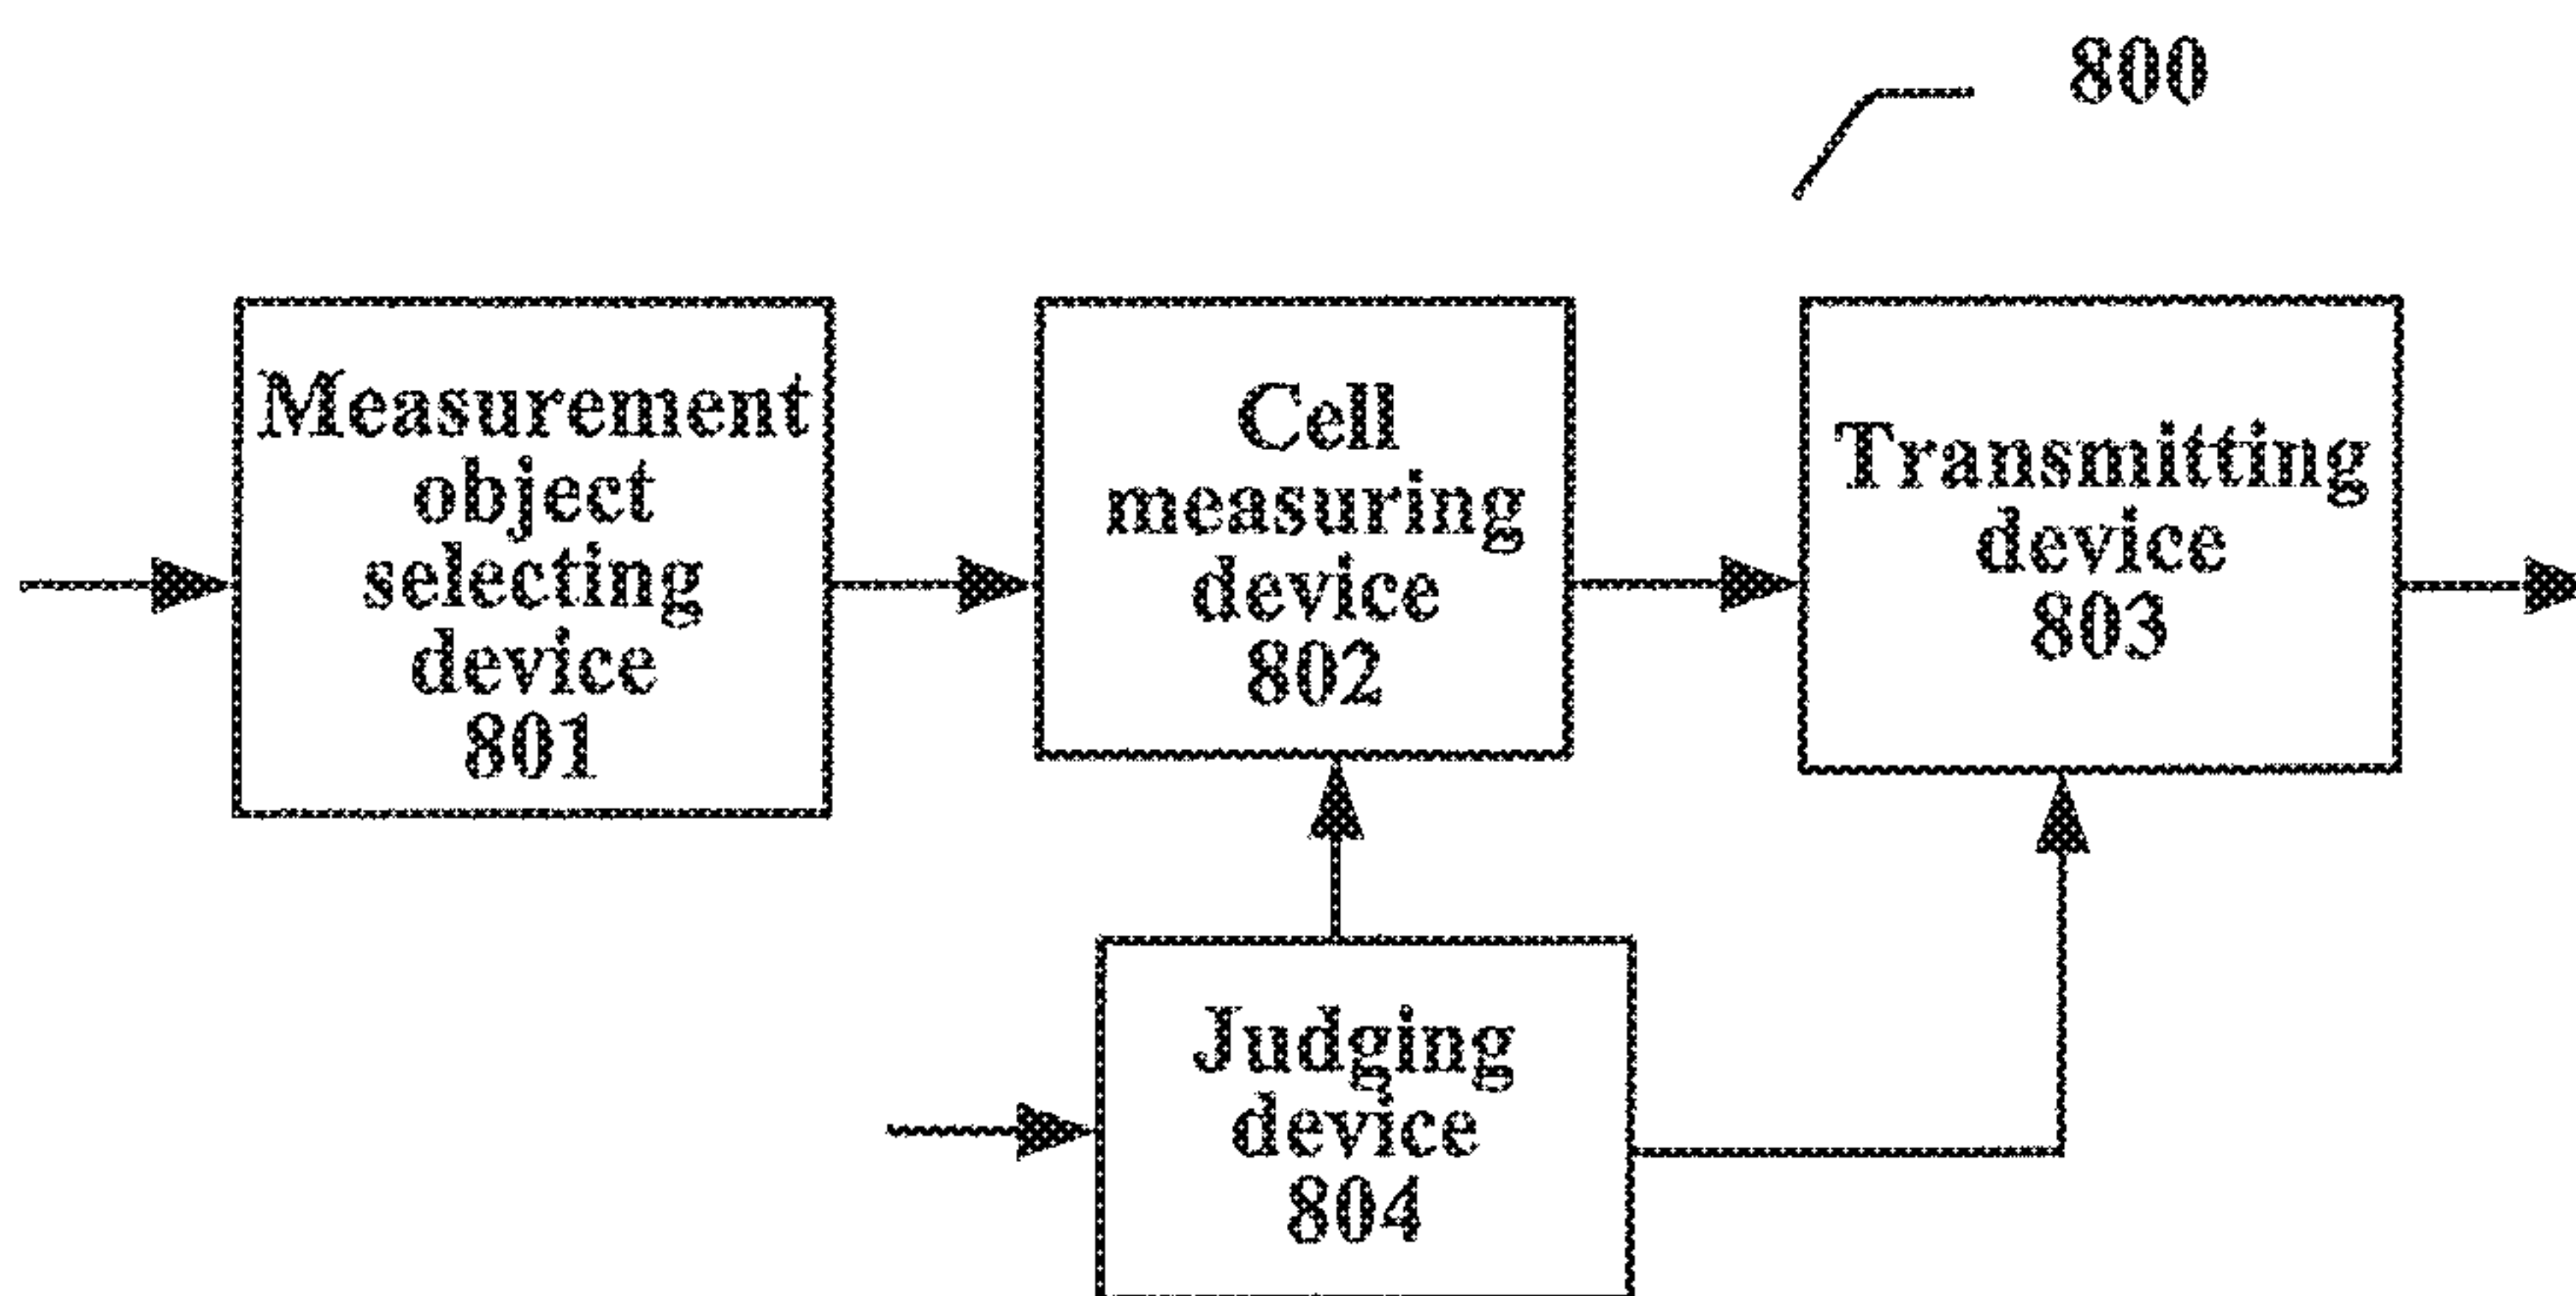 800
Measurement
object
selecting
device
801
Cell
measuring
device
802
Transmitting
device
803
Judging
device
804